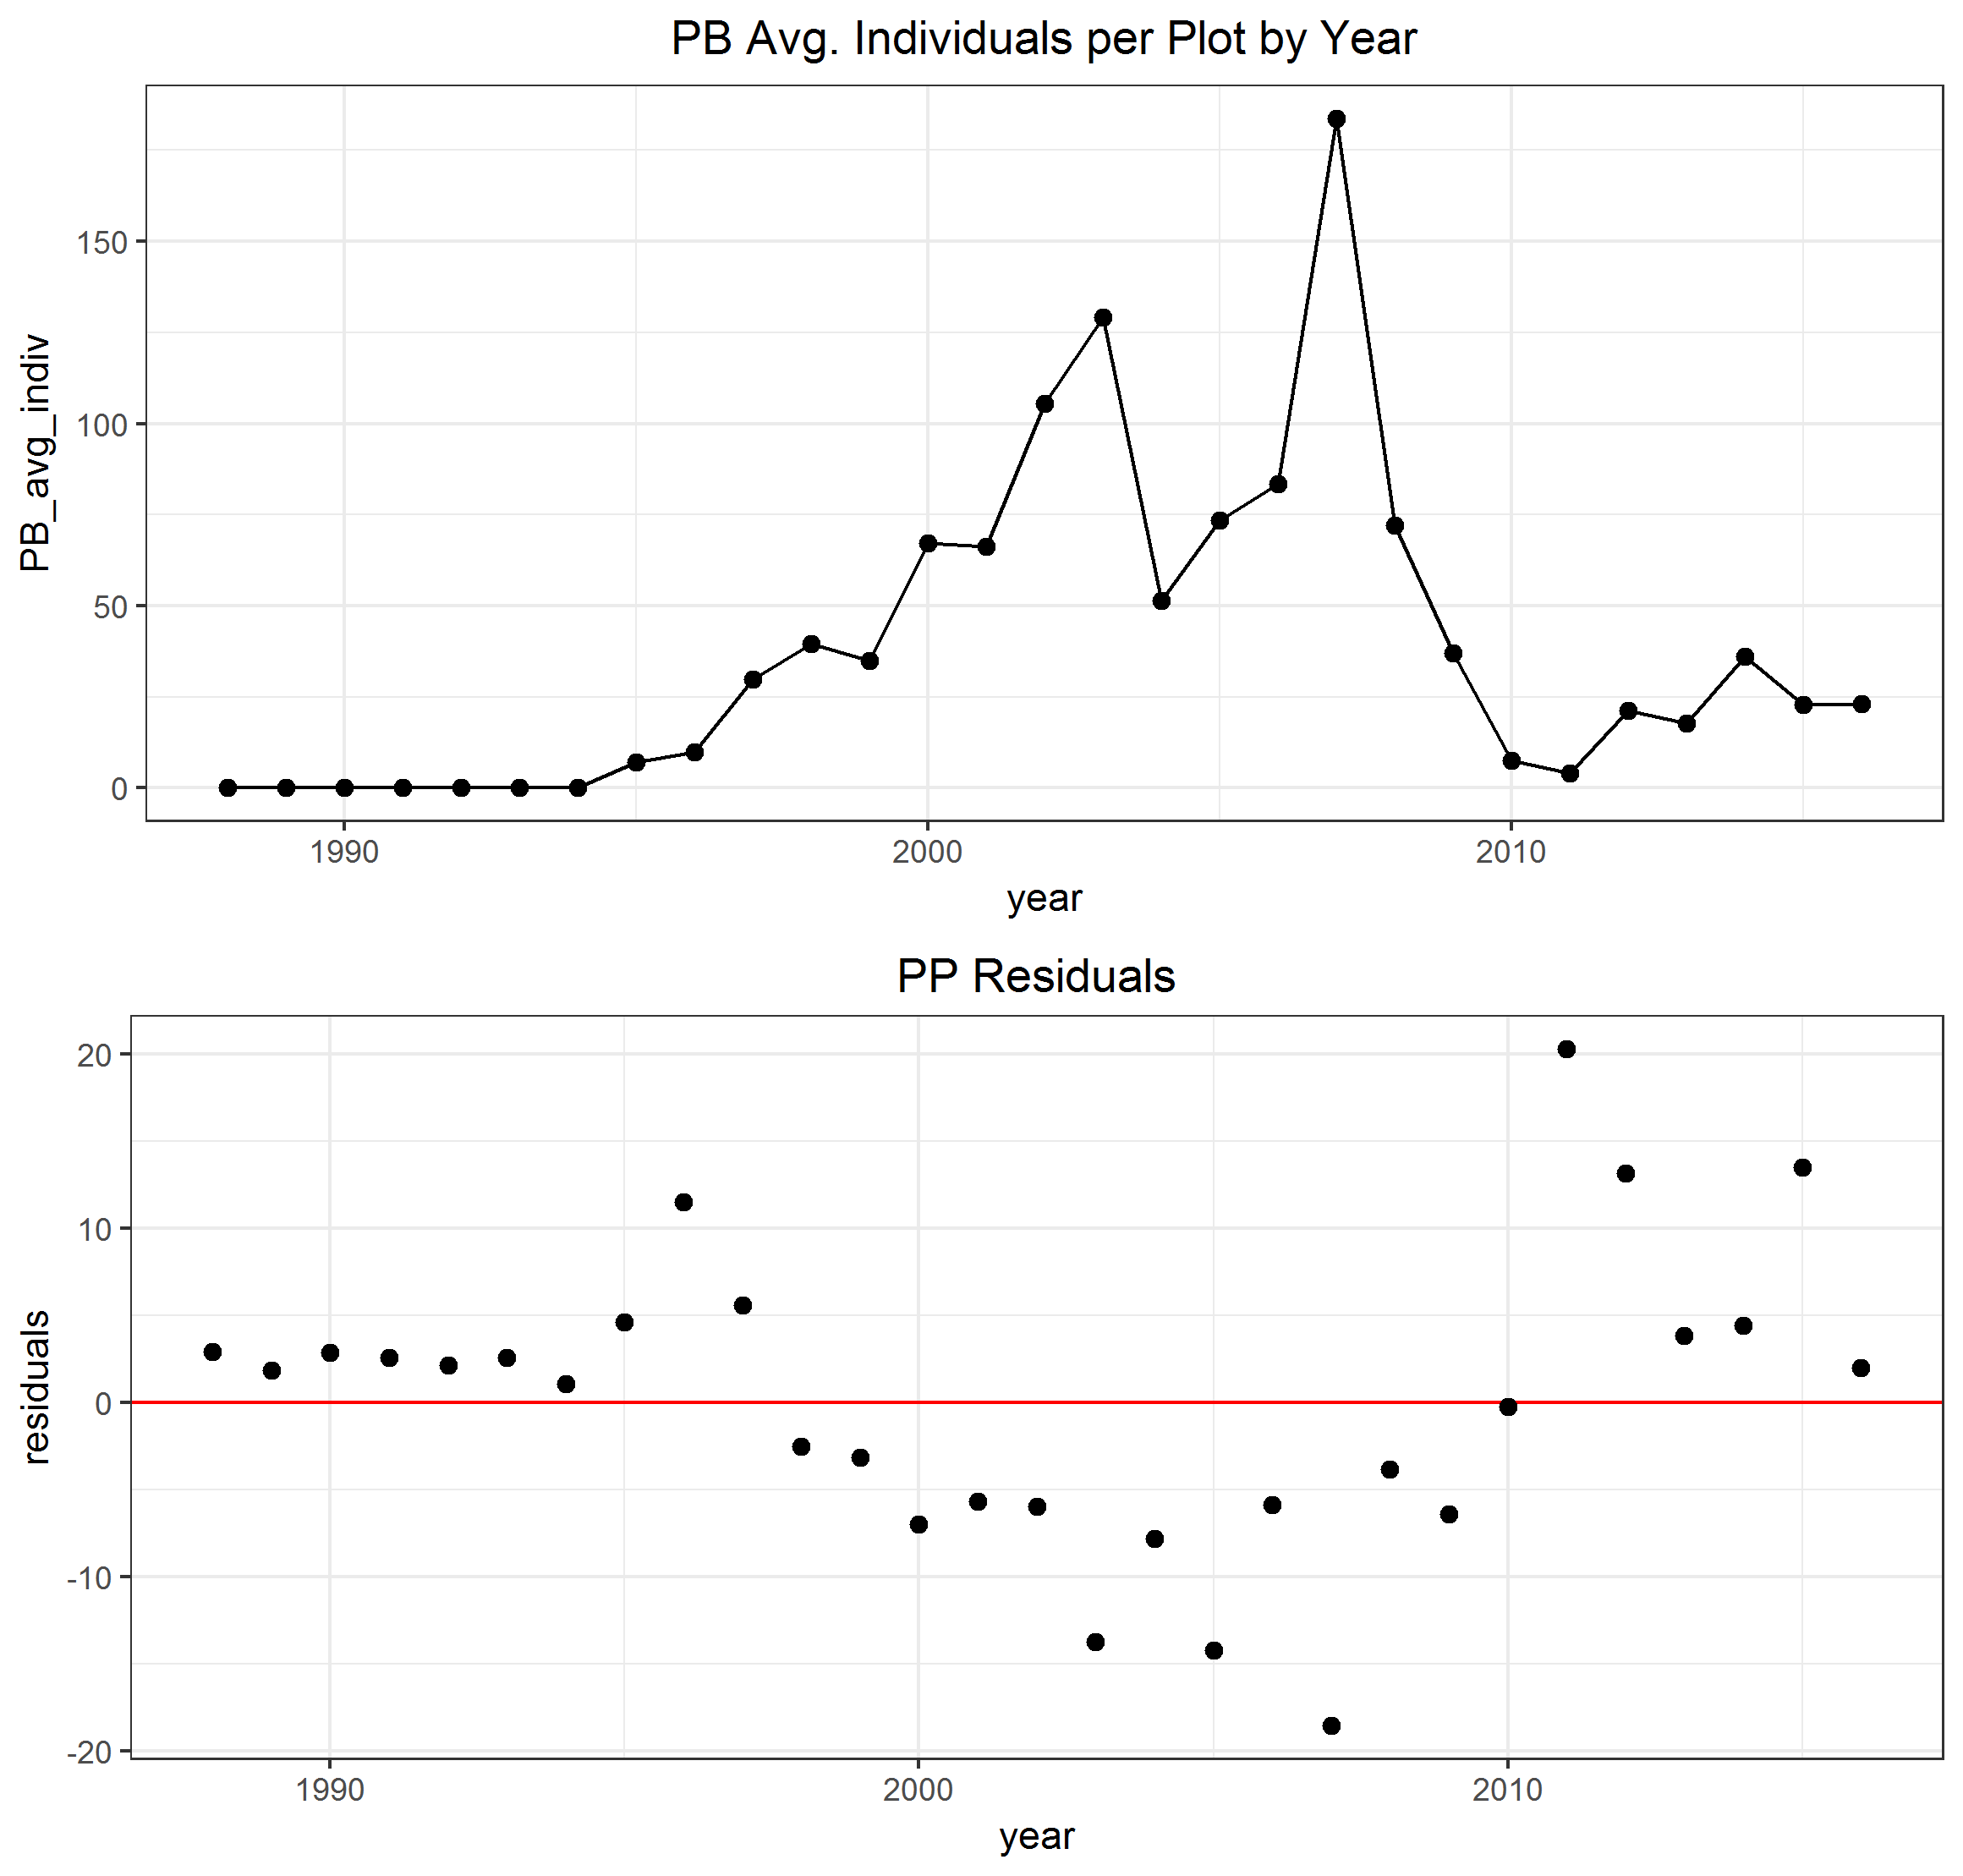 PB Avg. Individuals per Plot by Year
PB_avg_indiv
150
100
50
0
1990 2000 2010
year
PP Residuals
residuals
20
10
0
-10
-20
1990 2000 2010
year